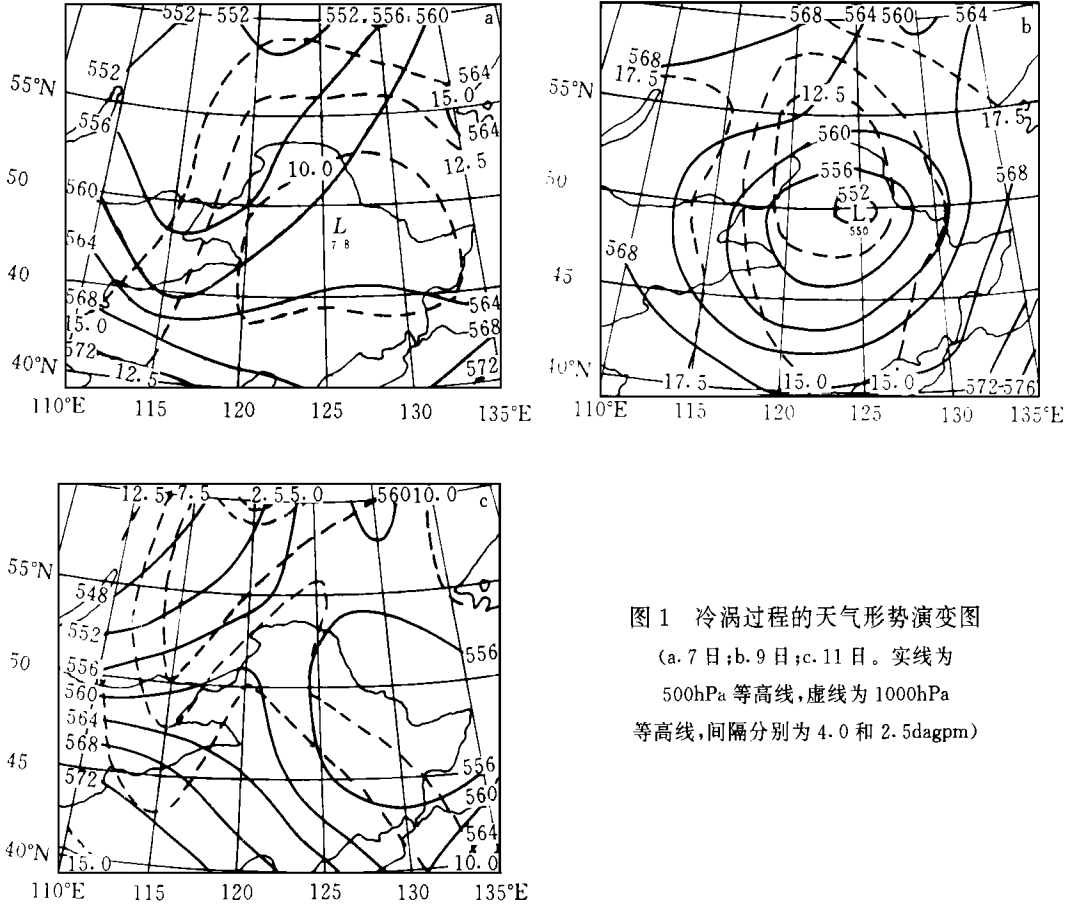 552 552 552 556 560 a
55°N 552 564
15.0
556 564
12.5
50 560 10.0
L
7 8
564
40 568 564
15.0 568
572 572
40°N 12.5
110°E 115 120 125 130 135°E
568 564 560 564 b
568
17.5
55°N 12.5
17.5
560
50 556 568
552
L
550
568
45
40°N 17.5 15.0 15.0 572 576
110°E 115 120 125 130 135°E
12.5 7.5 2.5 5.0 560 10.0 c
55°N
548
552
50 556 556
560
564
568
45 572 556
560
564
40°N 15.0 10.0
110°E 115 120 125 130 135°E
图1 冷涡过程的天气形势演变图
(a.7日;b.9日;c.11日。实线为
500hPa等高线,虚线为1000hPa
等高线,间隔分别为4.0和2.5dagpm)